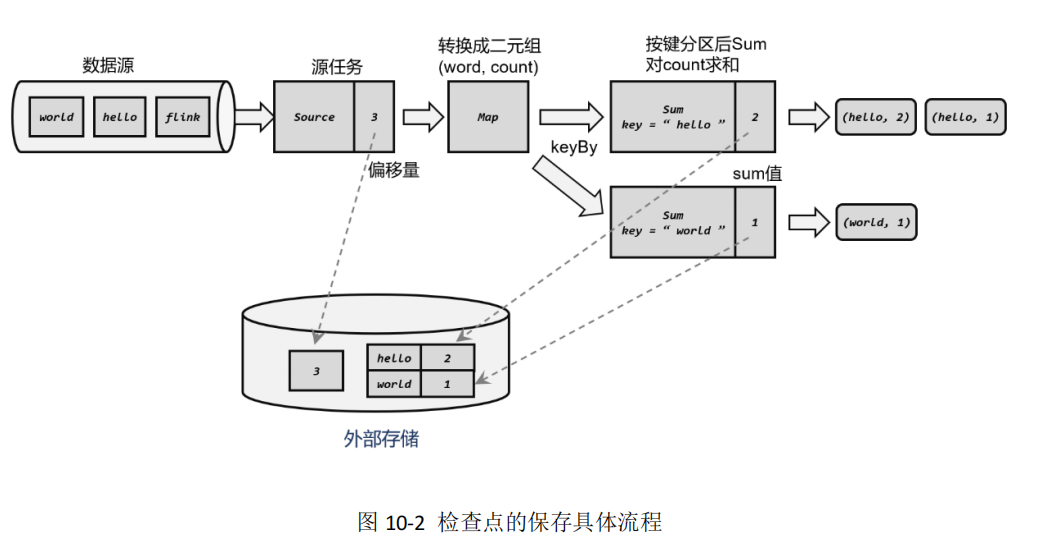 数据源
world
hello
flink
源任务
Source
3
偏移量
转换成二元组
(word, count)
Map
keyBy
按键分区后Sum
对count求和
Sum
key = “ hello ”
2
(hello, 2)
(hello, 1)
sum值
Sum
key = “ world ”
1
(world, 1)
3
hello 2
world 1
外部存储
图 10-2 检查点的保存具体流程